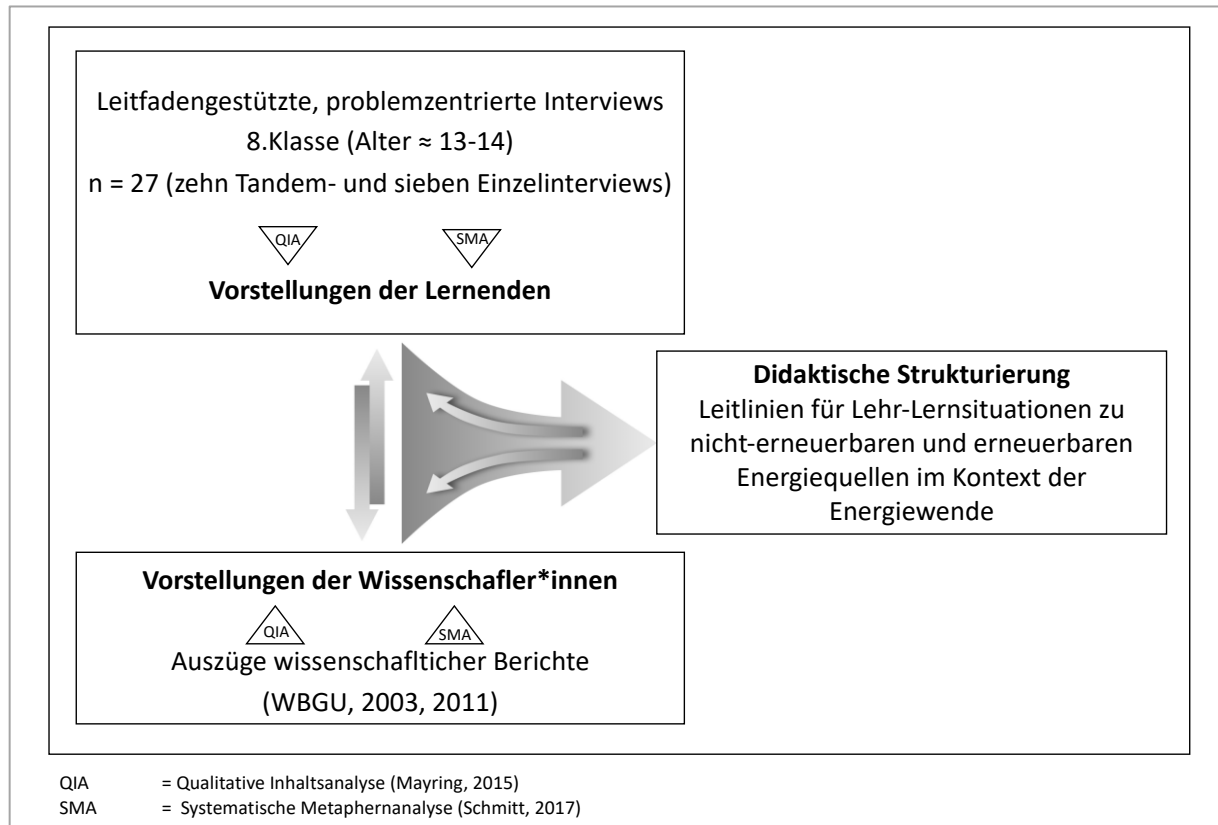 Leitfadengestützte, problemzentrierte Interviews
8.Klasse (Alter ≈ 13-14)
n = 27 (zehn Tandem- und sieben Einzelinterviews)
QIA SMA
Vorstellungen der Lernenden
Didaktische Strukturierung
Leitlinien für Lehr-Lernsituationen zu
nicht-erneuerbaren und erneuerbaren
Energiequellen im Kontext der
Energiewende
Vorstellungen der Wissenschafler*innen
QIA SMA
Auszüge wissenschaflticher Berichte
(WBGU, 2003, 2011)
QIA = Qualitative Inhaltsanalyse (Mayring, 2015)
SMA = Systematische Metaphernanalyse (Schmitt, 2017)